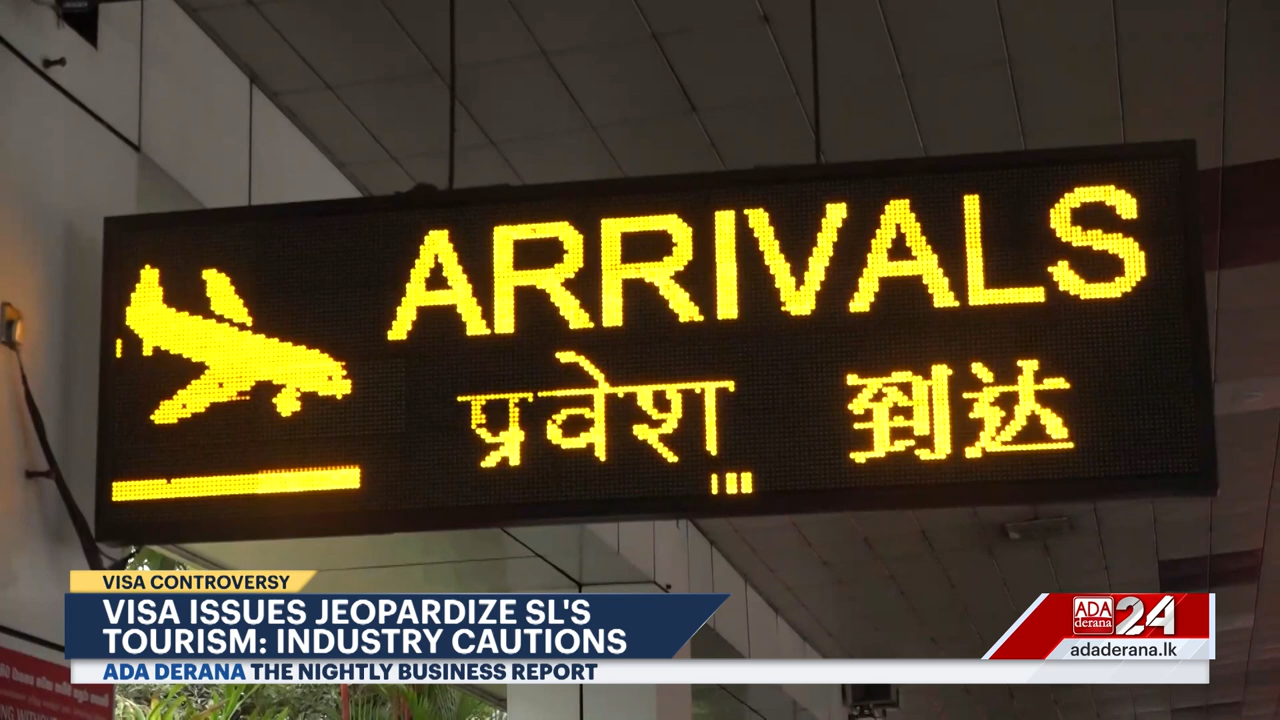 ARRIVALS
प्रवेश 到达
VISA CONTROVERSY
VISA ISSUES JEOPARDIZE SL'S
TOURISM: INDUSTRY CAUTIONS
ADA DERANA THE NIGHTLY BUSINESS REPORT
ADA
derana 24
adaderana.lk